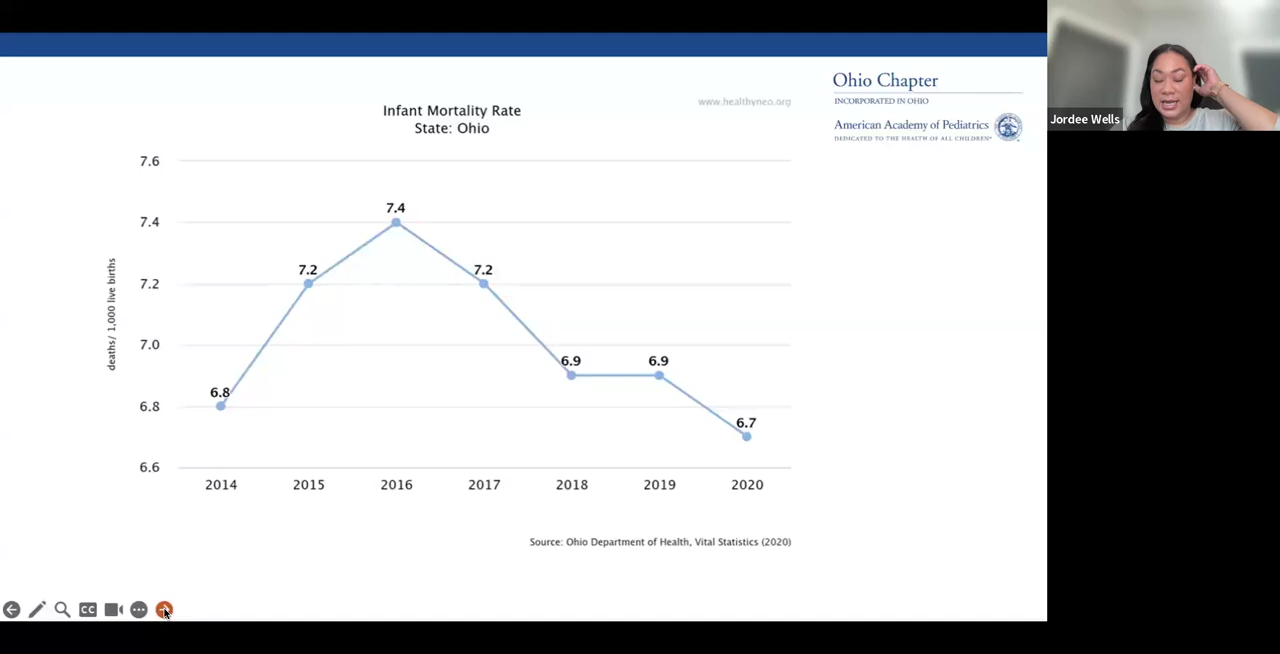 Ohio Chapter
INCORPORATED IN OHIO
American Academy of Pediatrics
DEDICATED TO THE HEALTH OF ALL CHILDREN®
www.healthyneo.org
Infant Mortality Rate
State: Ohio
deaths/ 1,000 live births
7.6
7.4
7.2
7.0
6.8
6.6
6.8
7.2
7.4
7.2
6.9
6.9
6.7
2014 2015 2016 2017 2018 2019 2020
Source: Ohio Department of Health, Vital Statistics (2020)
CC
Jordee Wells